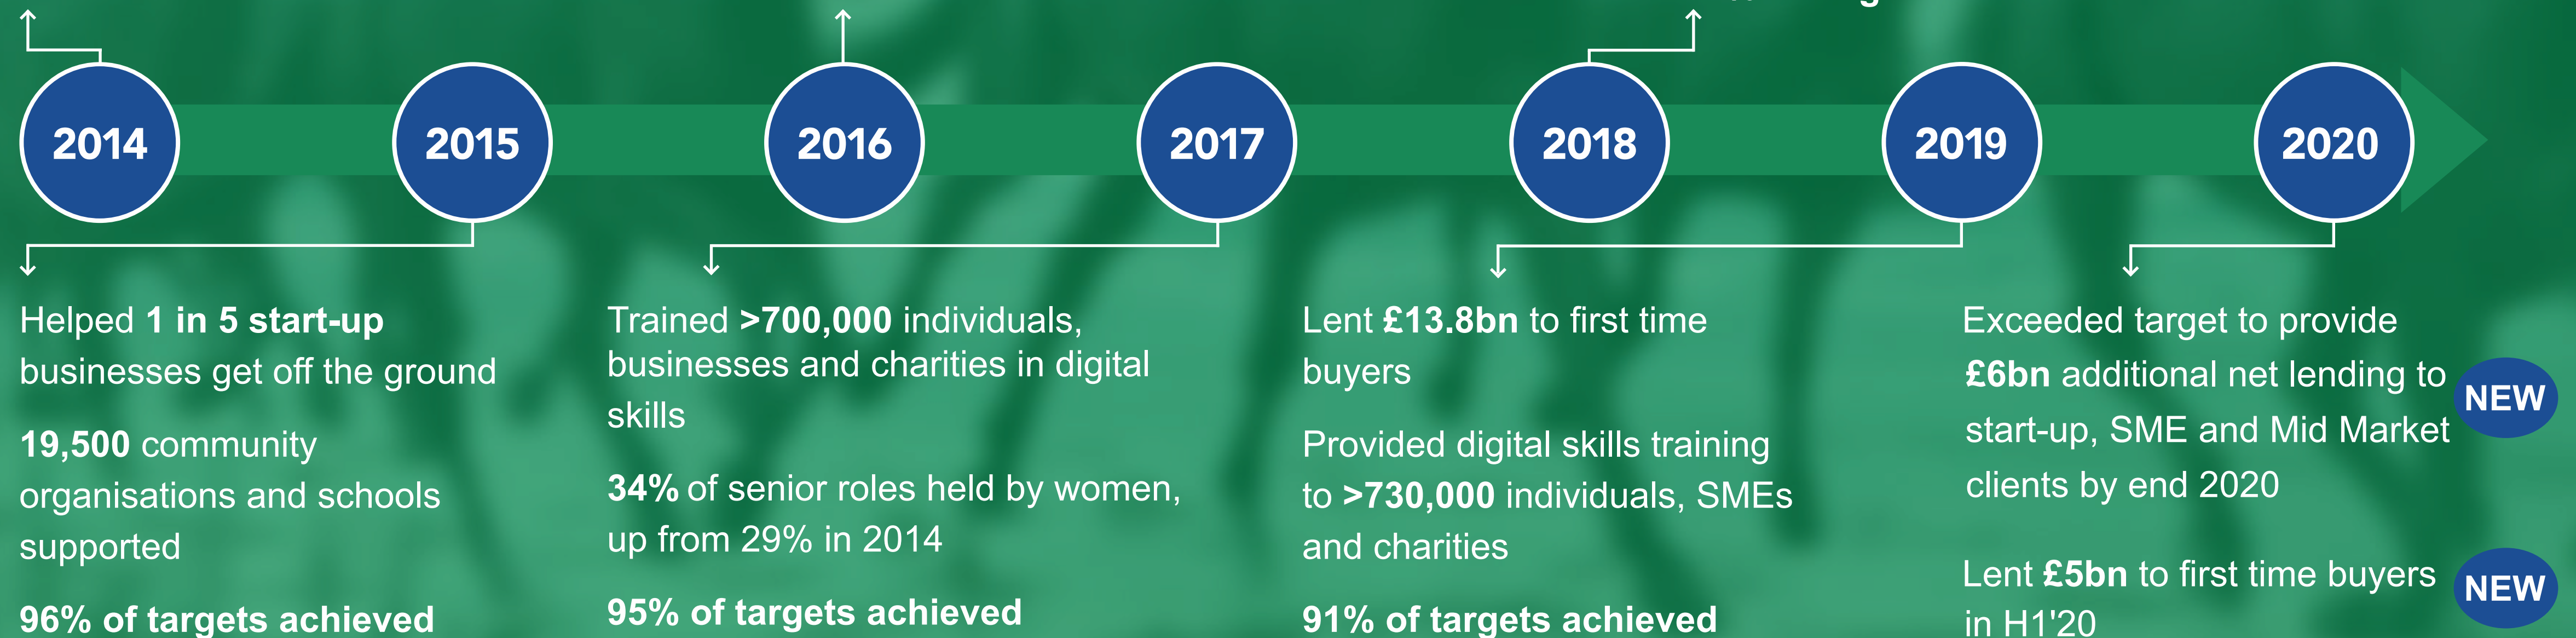 2014
2015
2016
2017
2018
2019
2020
Helped 1 in 5 start-up
businesses get off the ground
19,500 community
organisations and schools
supported
96% of targets achieved
Trained >700,000 individuals,
businesses and charities in digital
skills
34% of senior roles held by women,
up from 29% in 2014
95% of targets achieved
Lent £13.8bn to first time
buyers
Provided digital skills training
to >730,000 individuals, SMEs
and charities
91% of targets achieved
Exceeded target to provide
£6bn additional net lending to
start-up, SME and Mid Market
clients by end 2020
NEW
Lent £5bn to first time buyers
in H1'20
NEW